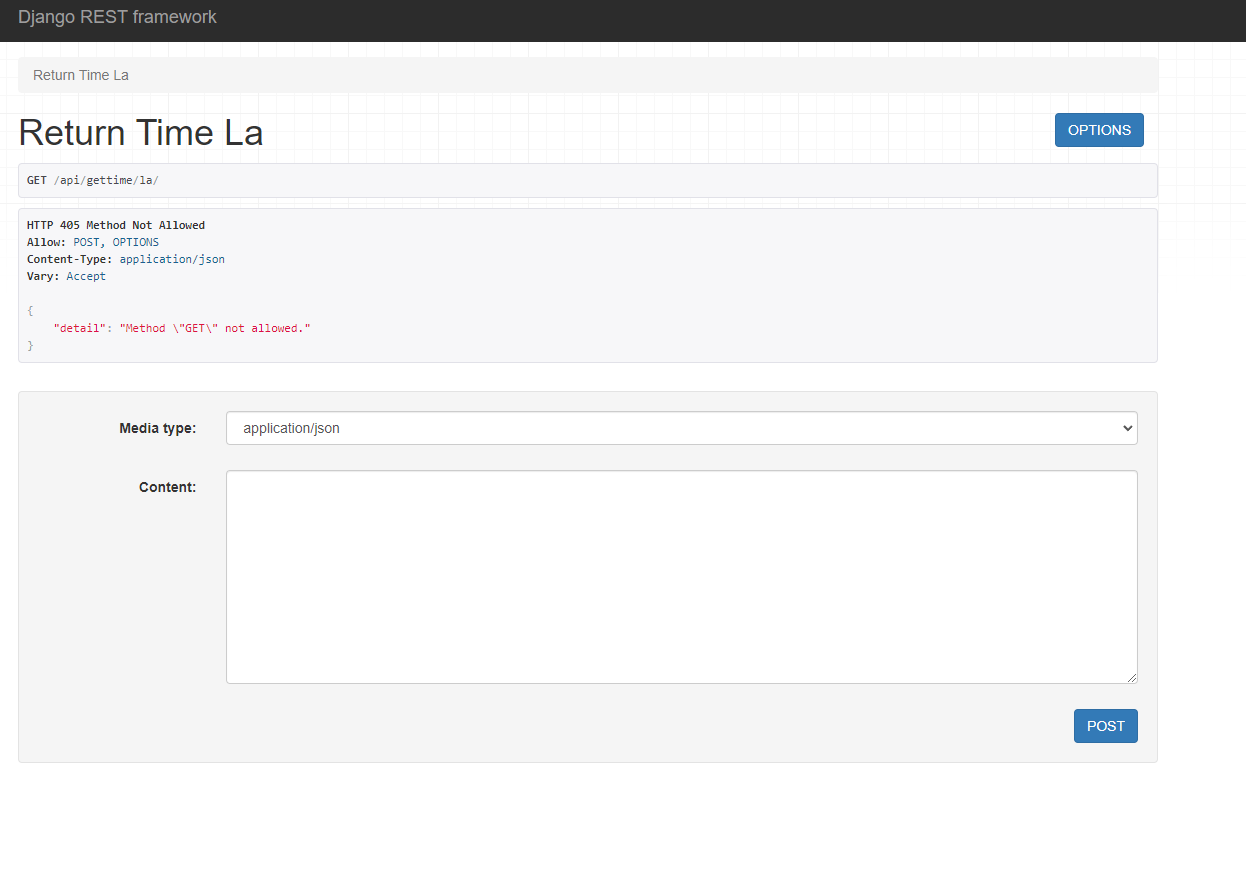 Django REST framework
Return Time La
Return Time La
OPTIONS
GET /api/gettime/la/
HTTP 405 Method Not Allowed
Allow: POST, OPTIONS
Content-Type: application/json
Vary: Accept
{
    "detail": "Method \"GET\" not allowed."
}
Media type:
application/json
Content:
POST